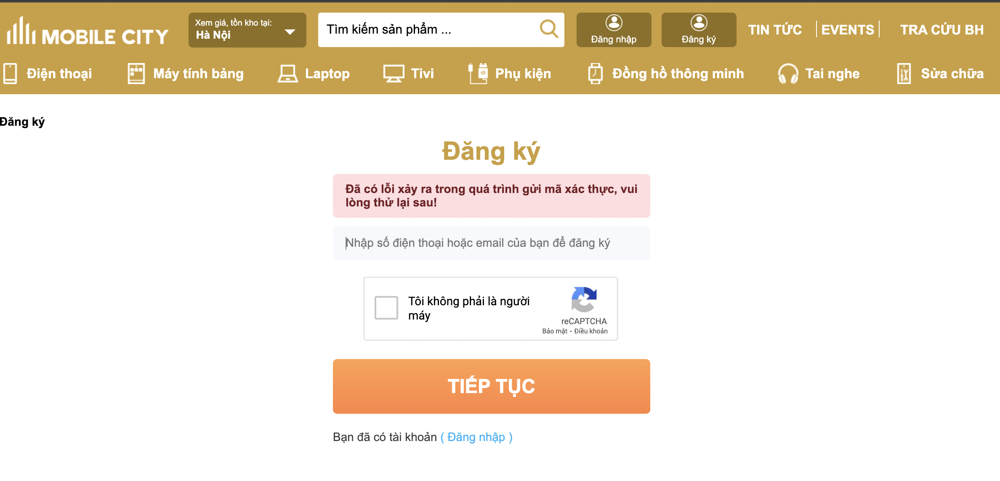 MOBILE CITY
Xem giá, tồn kho tại:
Hà Nội
Tìm kiếm sản phẩm ...
Đăng nhập
Đăng ký
TIN TỨC
EVENTS
TRA CỨU BH
Điện thoại
Máy tính bảng
Laptop
Tivi
Phụ kiện
Đồng hồ thông minh
Tai nghe
Sửa chữa
Đăng ký
Đăng ký
Đã có lỗi xảy ra trong quá trình gửi mã xác thực, vui
lòng thử lại sau!
Nhập số điện thoại hoặc email của bạn để đăng ký
Tôi không phải là người
máy
reCAPTCHA
Bảo mật - Điều khoản
TIẾP TỤC
Bạn đã có tài khoản ( Đăng nhập )